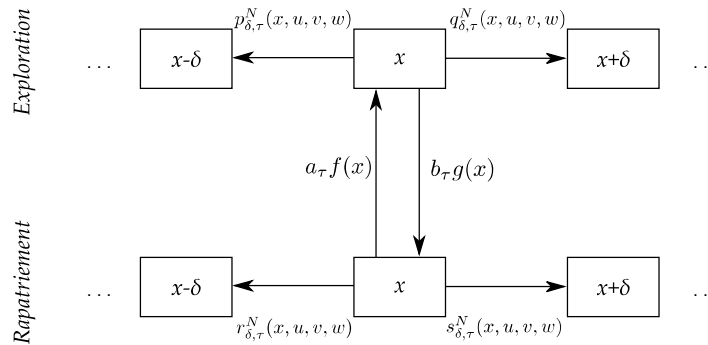 Exploration
p^N_{δ,τ}(x, u, v, w)
q^N_{δ,τ}(x, u, v, w)
... x-δ x x+δ ..
a_τ f(x) b_τ g(x)
Rapatriement
... x-δ x x+δ ..
r^N_{δ,τ}(x, u, v, w)
s^N_{δ,τ}(x, u, v, w)